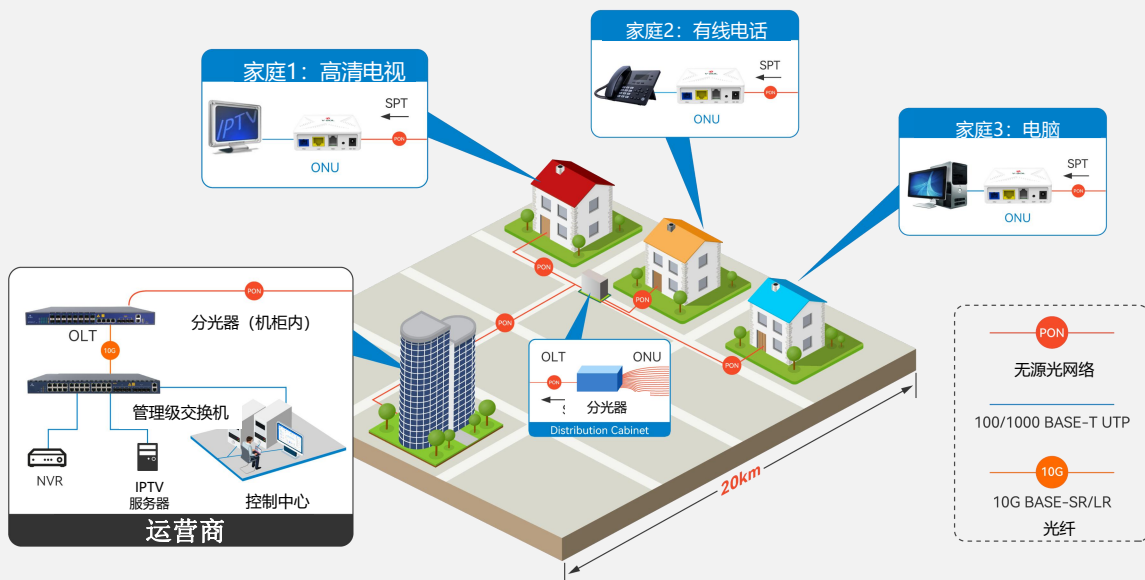 家庭1：高清电视
IPTV
SPT
PON
ONU
家庭2：有线电话
SPT
PON
ONU
家庭3：电脑
SPT
PON
ONU
PON
PON
PON
PON
PON
分光器（机柜内）
OLT
10G
管理级交换机
NVR
IPTV
服务器
控制中心
运营商
OLT
ONU
PON
分光器
Distribution Cabinet
20km
PON
无源光网络
100/1000 BASE-T UTP
10G
10G BASE-SR/LR
光纤